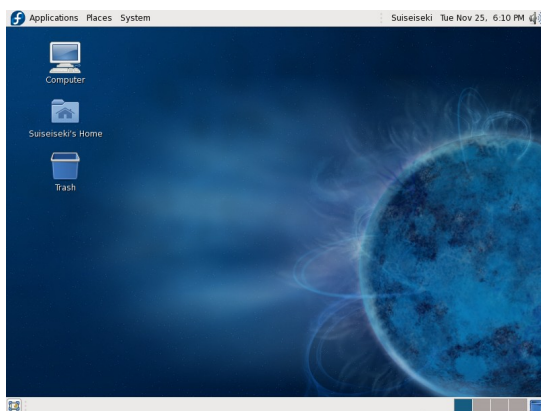 Applications Places System Suiseiseki Tue Nov 25, 6:10 PM
Computer
Suiseiseki's Home
Trash